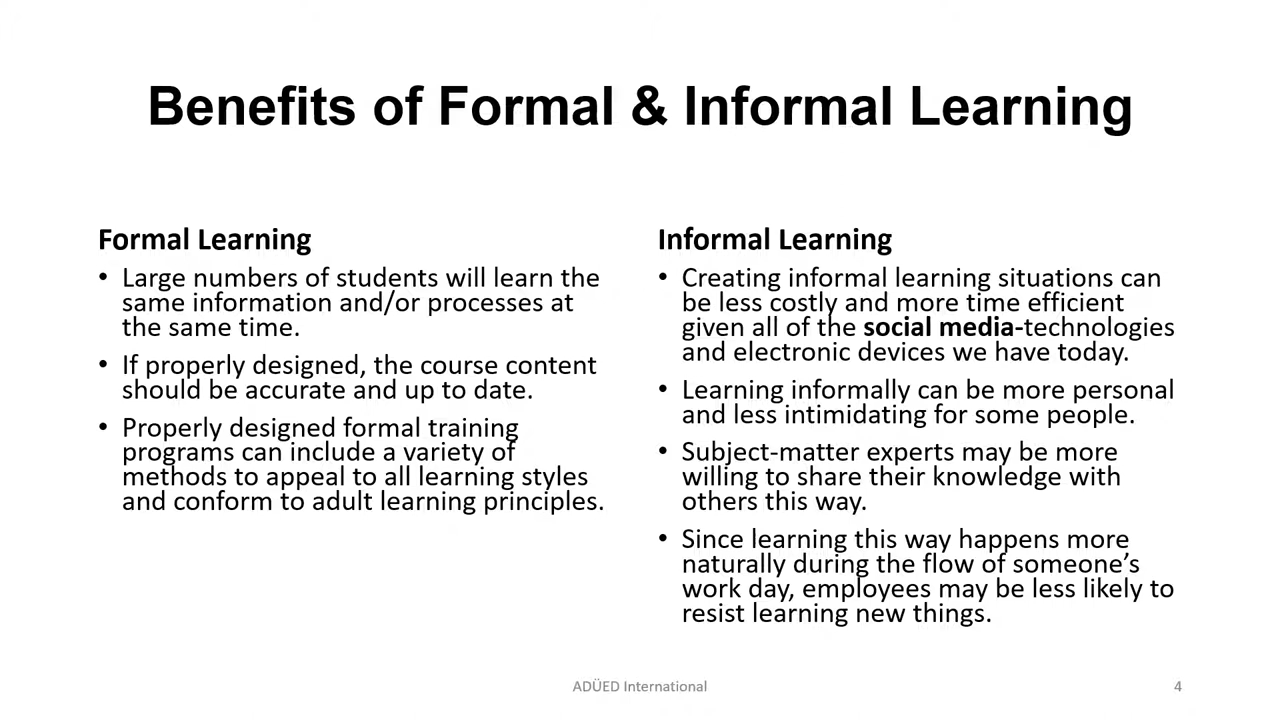 Benefits of Formal & Informal Learning
Formal Learning
• Large numbers of students will learn the
same information and/or processes at
the same time.
• If properly designed, the course content
should be accurate and up to date.
• Properly designed formal training
programs can include a variety of
methods to appeal to all learning styles
and conform to adult learning principles.
Informal Learning
• Creating informal learning situations can
be less costly and more time efficient
given all of the social media-technologies
and electronic devices we have today.
• Learning informally can be more personal
and less intimidating for some people.
• Subject-matter experts may be more
willing to share their knowledge with
others this way.
• Since learning this way happens more
naturally during the flow of someone’s
work day, employees may be less likely to
resist learning new things.
ADÜED International
4